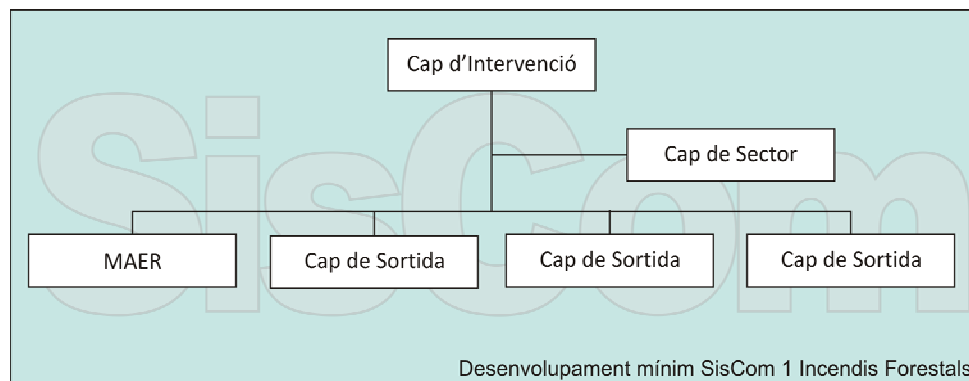 SisCom
Cap d'Intervenció
Cap de Sector
MAER
Cap de Sortida
Cap de Sortida
Cap de Sortida
Desenvolupament mínim SisCom 1 Incendis Forestals